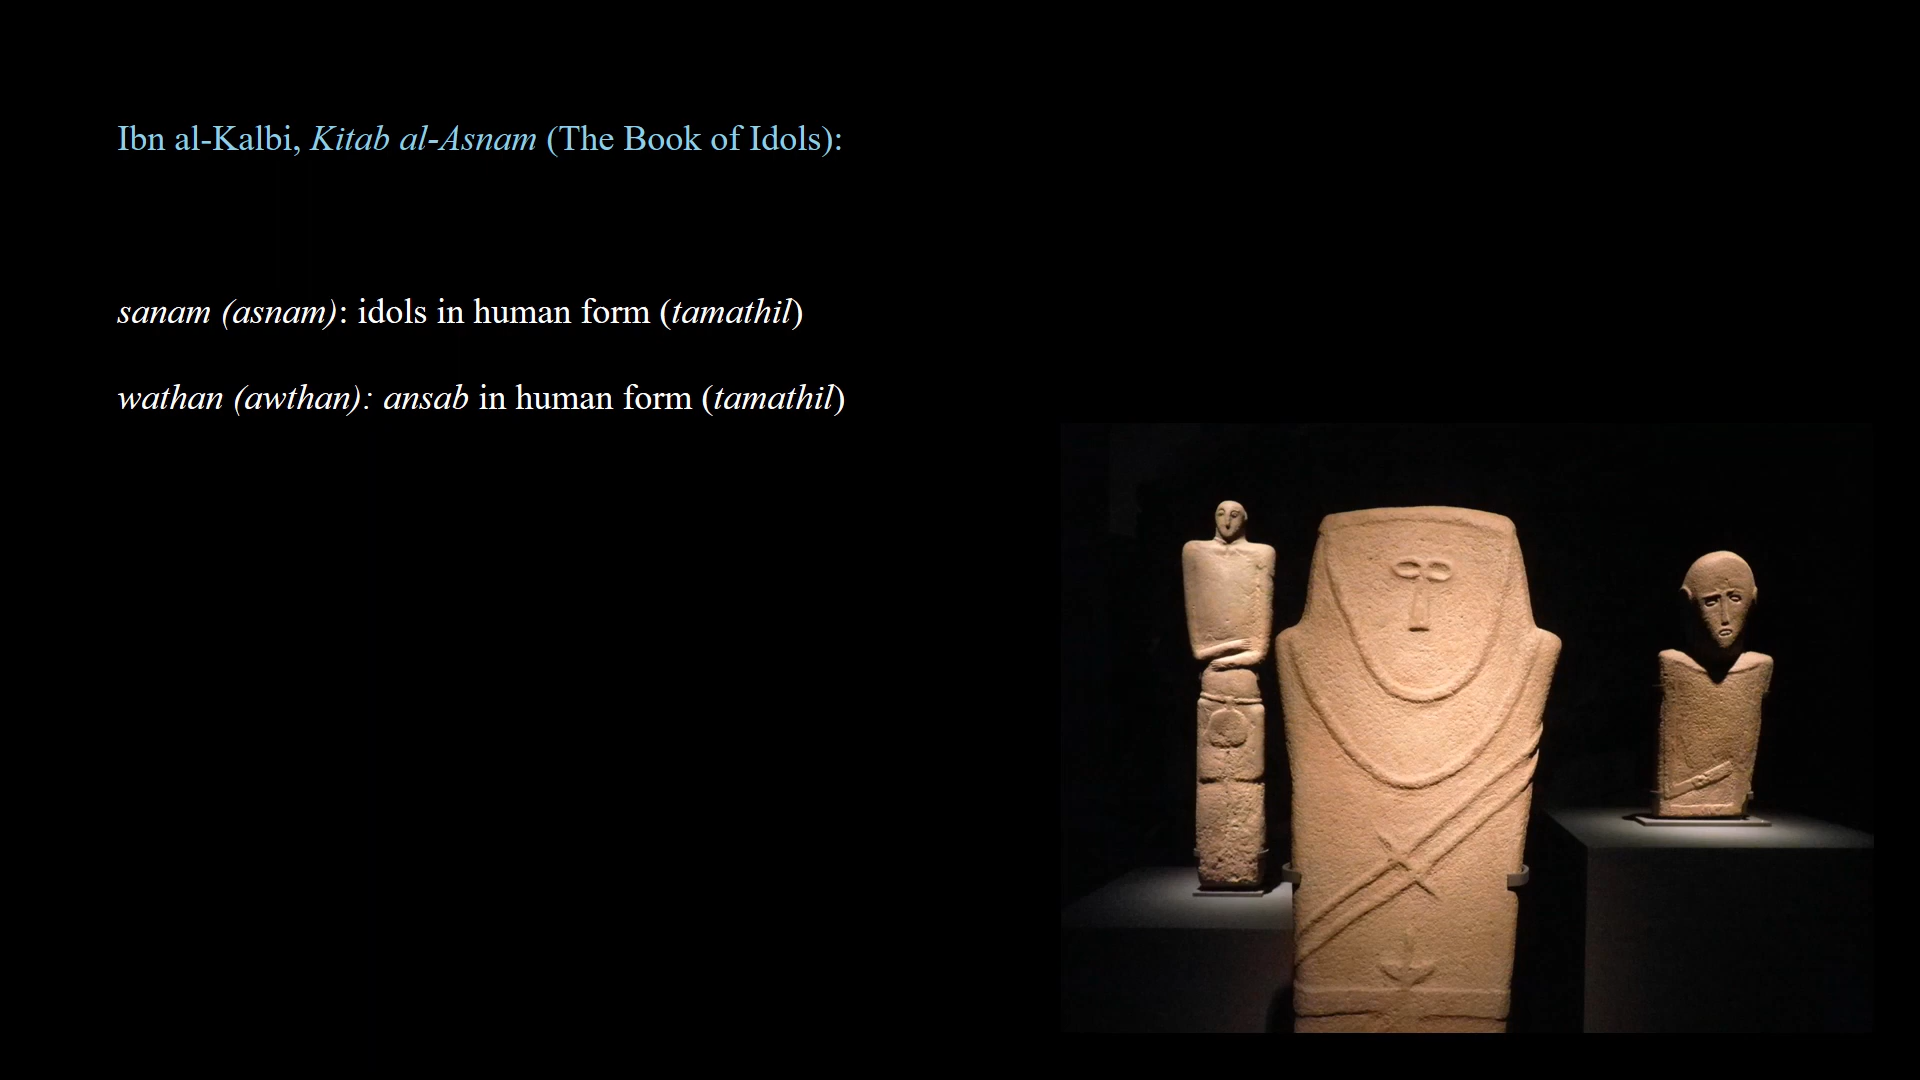 Ibn al-Kalbi, Kitab al-Asnam (The Book of Idols):
sanam (asnam): idols in human form (tamathil)
wathan (awthan): ansab in human form (tamathil)